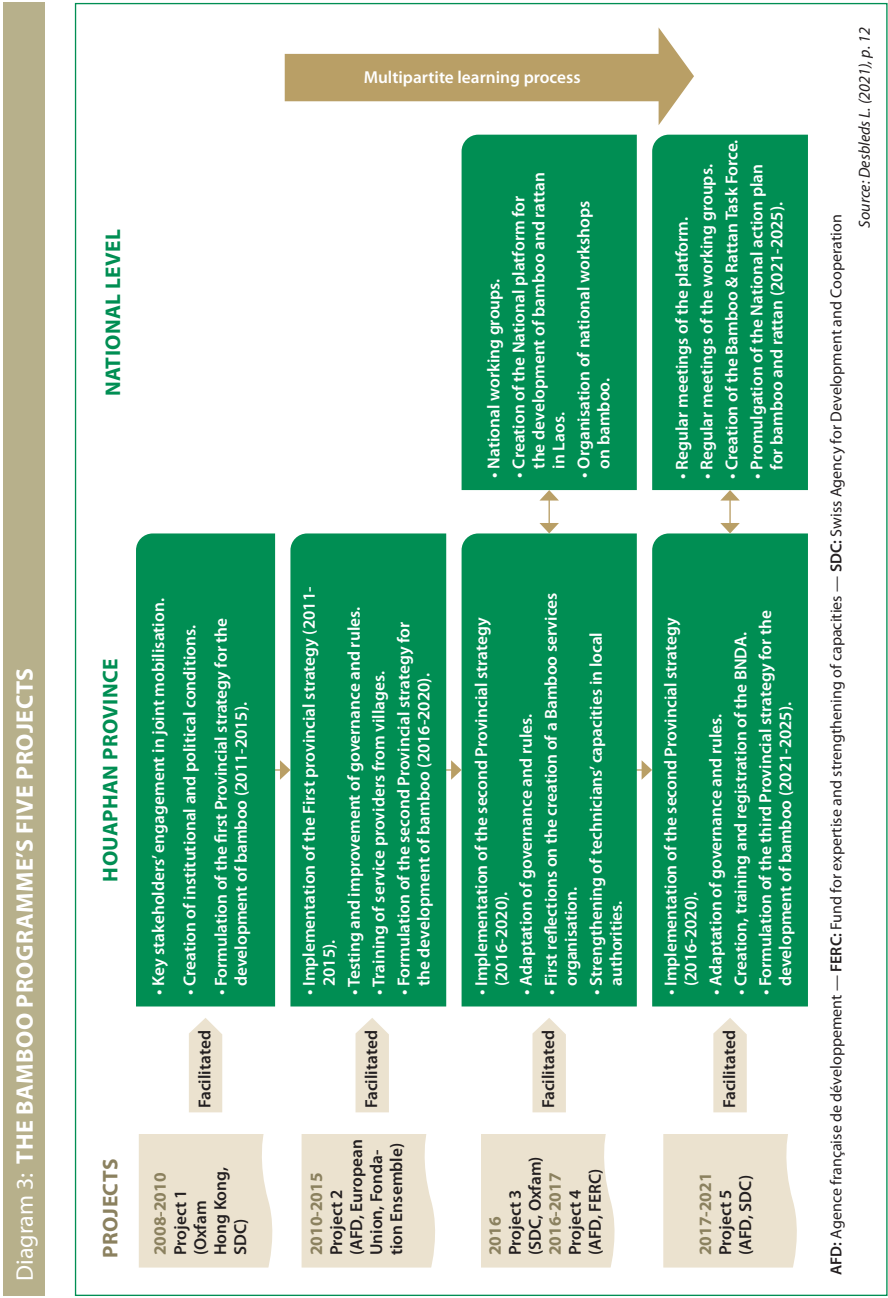 Diagram 3: THE BAMBOO PROGRAMME'S FIVE PROJECTS
PROJECTS
HOUAPHAN PROVINCE
NATIONAL LEVEL
2008-2010
Project 1
(Oxfam
Hong Kong,
SDC)
Facilitated
• Key stakeholders' engagement in joint mobilisation.
• Creation of institutional and political conditions.
• Formulation of the first Provincial strategy for the
development of bamboo (2011-2015).
2010-2015
Project 2
(AFD, European
Union, Fonda-
tion Ensemble)
Facilitated
• Implementation of the First provincial strategy (2011-
2015).
• Testing and improvement of governance and rules.
• Training of service providers from villages.
• Formulation of the second Provincial strategy for
the development of bamboo (2016-2020).
2016
Project 3
(SDC, Oxfam)
2016-2017
Project 4
(AFD, FERC)
Facilitated
• Implementation of the second Provincial strategy
(2016-2020).
• Adaptation of governance and rules.
• First reflections on the creation of a Bamboo services
organisation.
• Strengthening of technicians' capacities in local
authorities.
• National working groups.
• Creation of the National platform for
the development of bamboo and rattan
in Laos.
• Organisation of national workshops
on bamboo.
2017-2021
Project 5
(AFD, SDC)
Facilitated
• Implementation of the second Provincial strategy
(2016-2020).
• Adaptation of governance and rules.
• Creation, training and registration of the BNDA.
• Formulation of the third Provincial strategy for the
development of bamboo (2021-2025).
• Regular meetings of the platform.
• Regular meetings of the working groups.
• Creation of the Bamboo & Rattan Task Force.
• Promulgation of the National action plan
for bamboo and rattan (2021-2025).
Multipartite learning process
AFD: Agence française de développement — FERC: Fund for expertise and strengthening of capacities — SDC: Swiss Agency for Development and Cooperation
Source: Desbleds L. (2021), p. 12